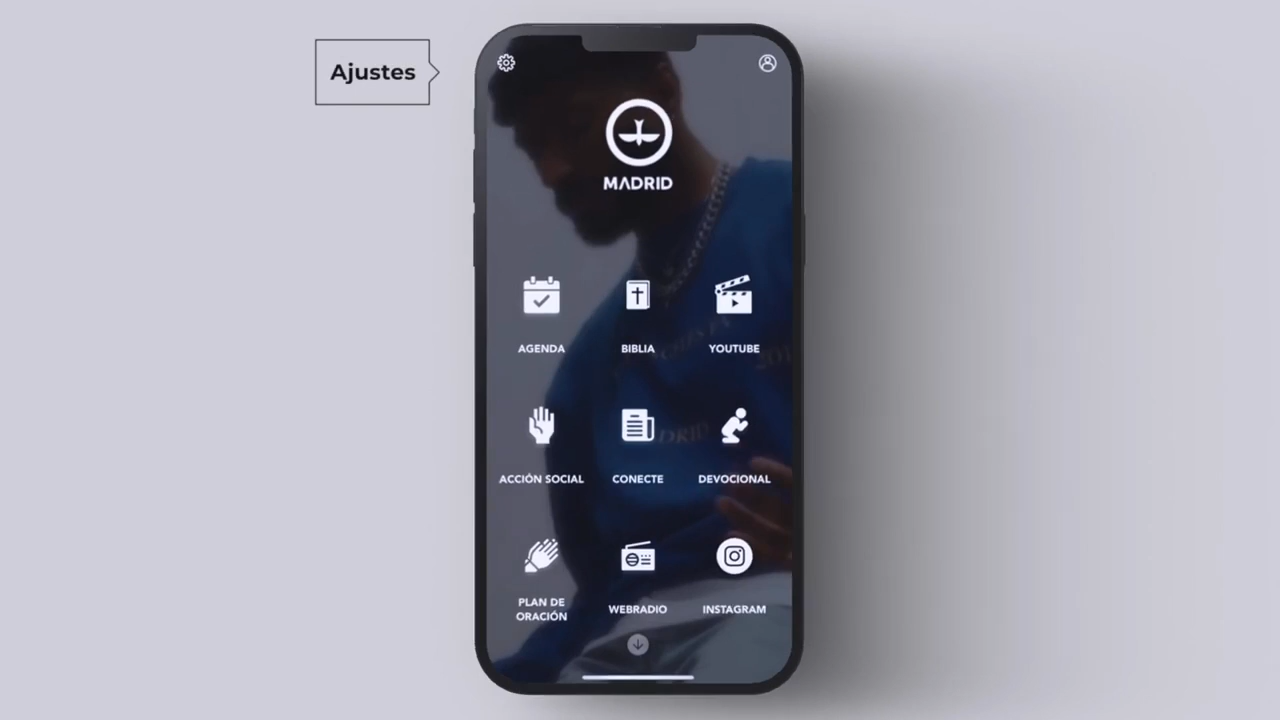 Ajustes
MADRID
AGENDA
BIBLIA
YOUTUBE
ACCIÓN SOCIAL
CONECTE
DEVOCIONAL
PLAN DE
ORACIÓN
WEBRADIO
INSTAGRAM